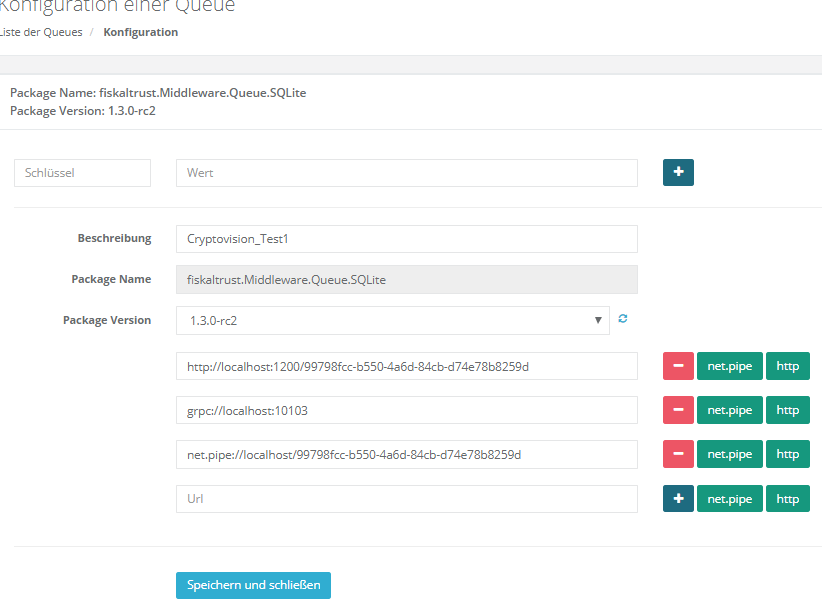 Konfiguration einer Queue
Liste der Queues / Konfiguration
Package Name: fiskaltrust.Middleware.Queue.SQLite
Package Version: 1.3.0-rc2
Schlüssel Wert +
Beschreibung Cryptovision_Test1
Package Name fiskaltrust.Middleware.Queue.SQLite
Package Version 1.3.0-rc2
http://localhost:1200/99798fcc-b550-4a6d-84cb-d74e78b8259d − net.pipe http
grpc://localhost:10103 − net.pipe http
net.pipe://localhost/99798fcc-b550-4a6d-84cb-d74e78b8259d − net.pipe http
Url + net.pipe http
Speichern und schließen